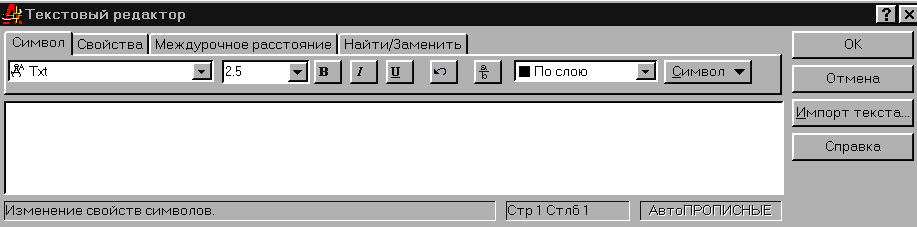 Текстовый редактор
Символ Свойства Междурочное расстояние Найти/Заменить
Txt 2.5 B I U a/b По слою Символ
OK
Отмена
Импорт текста...
Справка
Изменение свойств символов. Стр 1 Стлб 1 АвтоПРОПИСНЫЕ